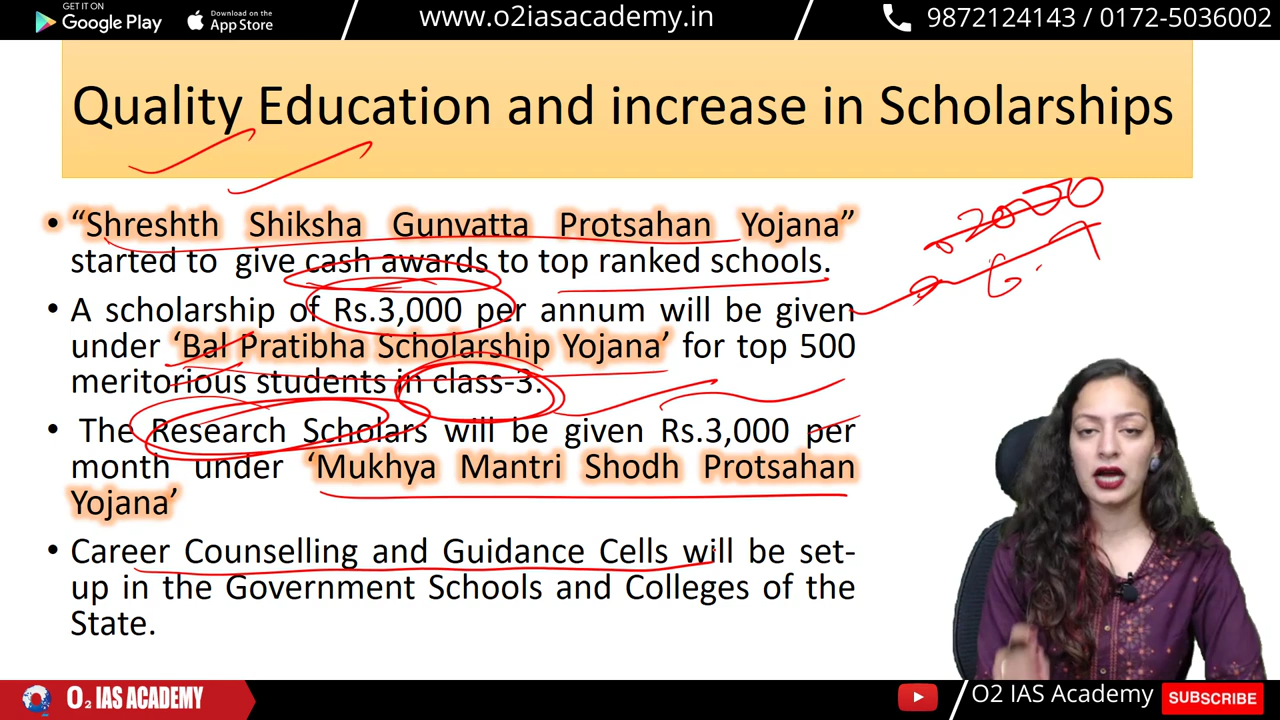 GET IT ON
Google Play
Download on the
App Store
www.o2iasacademy.in
9872124143 / 0172-5036002
Quality Education and increase in Scholarships
• “Shreshth Shiksha Gunvatta Protsahan Yojana”
started to give cash awards to top ranked schools.
• A scholarship of Rs.3,000 per annum will be given
under ‘Bal Pratibha Scholarship Yojana’ for top 500
meritorious students in class-3.
• The Research Scholars will be given Rs.3,000 per
month under ‘Mukhya Mantri Shodh Protsahan
Yojana’
• Career Counselling and Guidance Cells will be set-
up in the Government Schools and Colleges of the
State.
O2 IAS ACADEMY
O2 IAS Academy
SUBSCRIBE